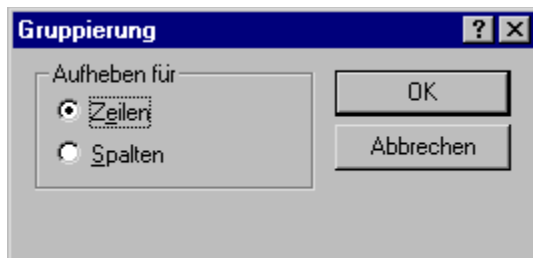 Gruppierung
Aufheben für
Zeilen
Spalten
OK
Abbrechen